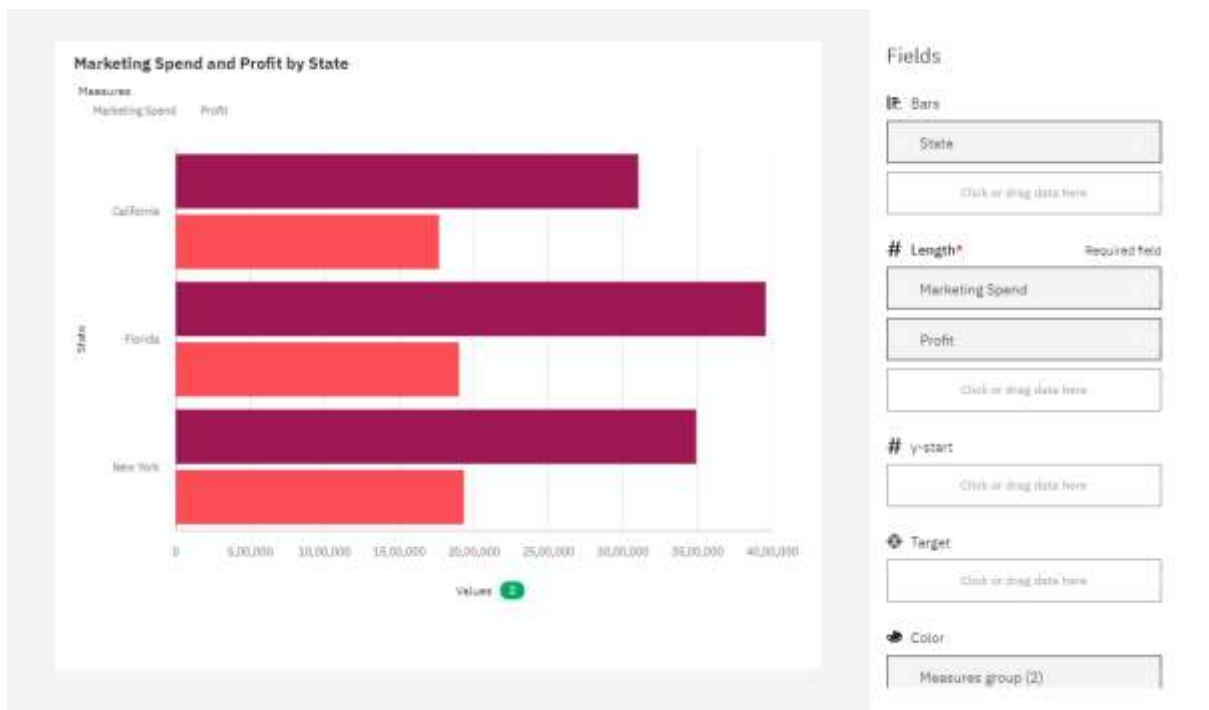 Marketing Spend and Profit by State
Measures
Marketing Spend Profit
California
Florida
New York
State
0 5,00,000 10,00,000 15,00,000 20,00,000 25,00,000 30,00,000 35,00,000 40,00,000
Values 2
Fields
Bars
State
Click or drag data here
# Length* Required field
Marketing Spend
Profit
Click or drag data here
# y-start
Click or drag data here
Target
Click or drag data here
Color
Measures group (2)